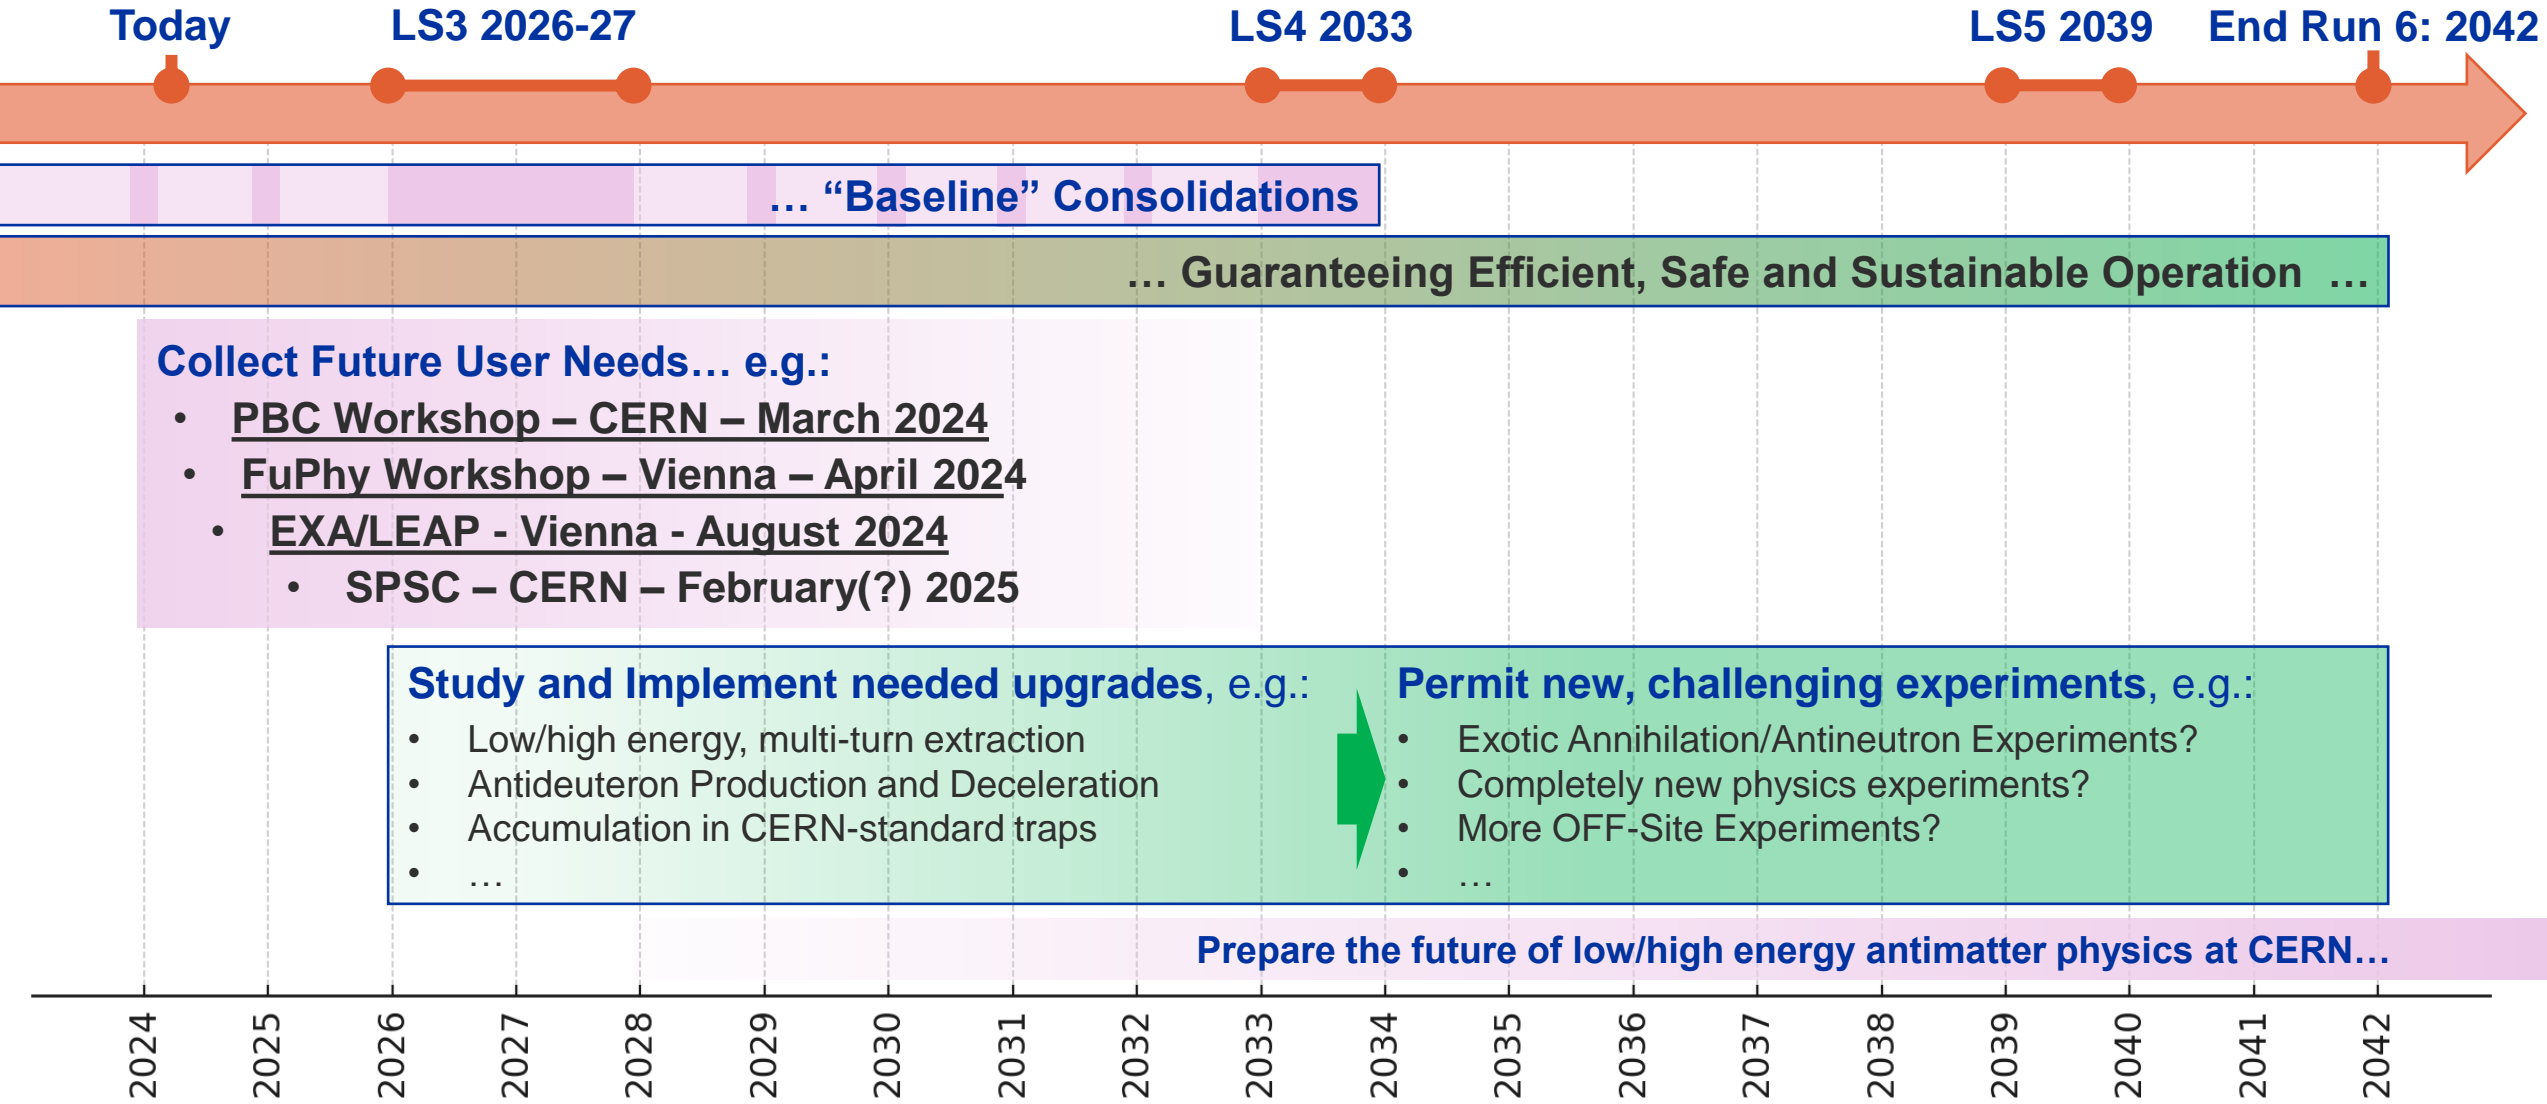 Today
LS3 2026-27
LS4 2033
LS5 2039
End Run 6: 2042
… “Baseline” Consolidations
… Guaranteeing Efficient, Safe and Sustainable Operation …
Collect Future User Needs… e.g.:
• PBC Workshop – CERN – March 2024
• FuPhy Workshop – Vienna – April 2024
• EXA/LEAP - Vienna - August 2024
• SPSC – CERN – February(?) 2025
Study and Implement needed upgrades, e.g.:
• Low/high energy, multi-turn extraction
• Antideuteron Production and Deceleration
• Accumulation in CERN-standard traps
• …
Permit new, challenging experiments, e.g.:
• Exotic Annihilation/Antineutron Experiments?
• Completely new physics experiments?
• More OFF-Site Experiments?
• …
Prepare the future of low/high energy antimatter physics at CERN…
2024
2025
2026
2027
2028
2029
2030
2031
2032
2033
2034
2035
2036
2037
2038
2039
2040
2041
2042